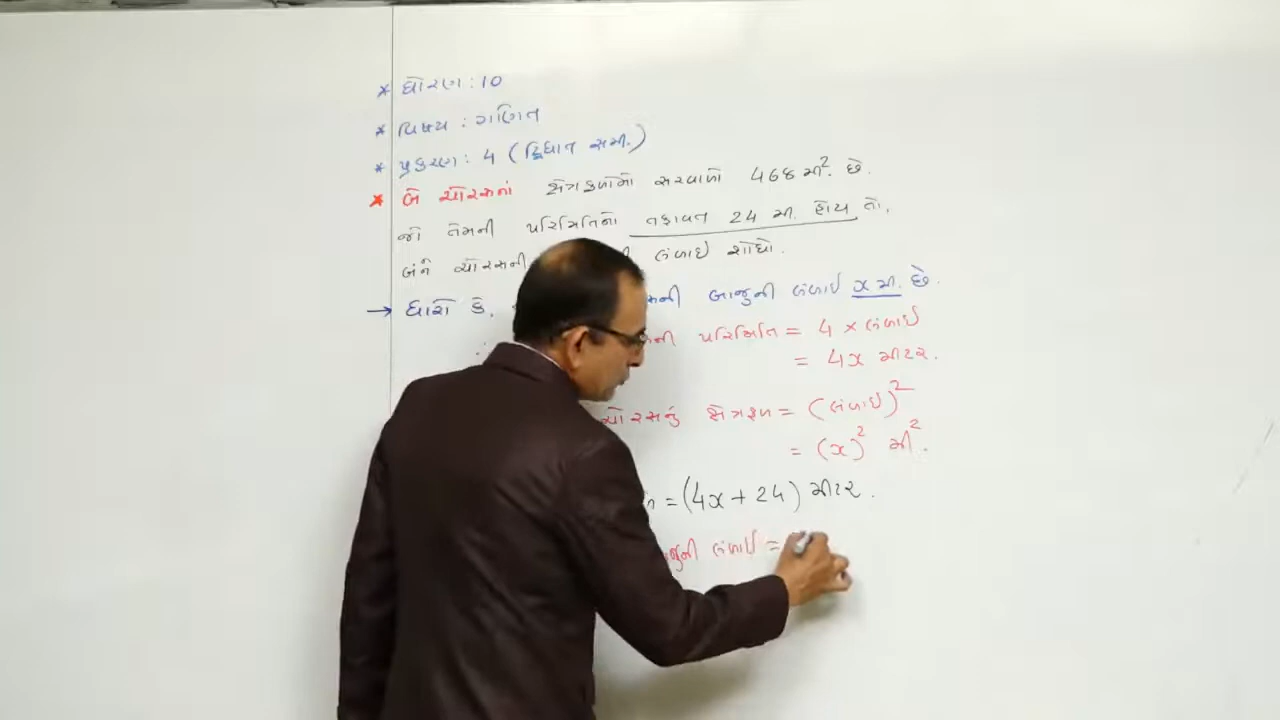 * ધોરણ : 10
* વિષય : ગણિત
* પ્રકરણ : 4 (દ્વિઘાત સમી.)
* બે ચોરસનાં ક્ષેત્રફળોનો સરવાળો 468 મી². છે.
જો તેમની પરિમિતિનો તફાવત 24 મી. હોય તો,
બંને ચોરસની લંબાઈ શોધો.
→ ધારો કે, બાજુની લંબાઈ x મી. છે.
∴ પરિમિતિ = 4 × લંબાઈ
= 4x મીટર.
ચોરસનું ક્ષેત્રફળ = (લંબાઈ)²
= (x)² મી².
= (4x + 24) મીટર.
લંબાઈ =